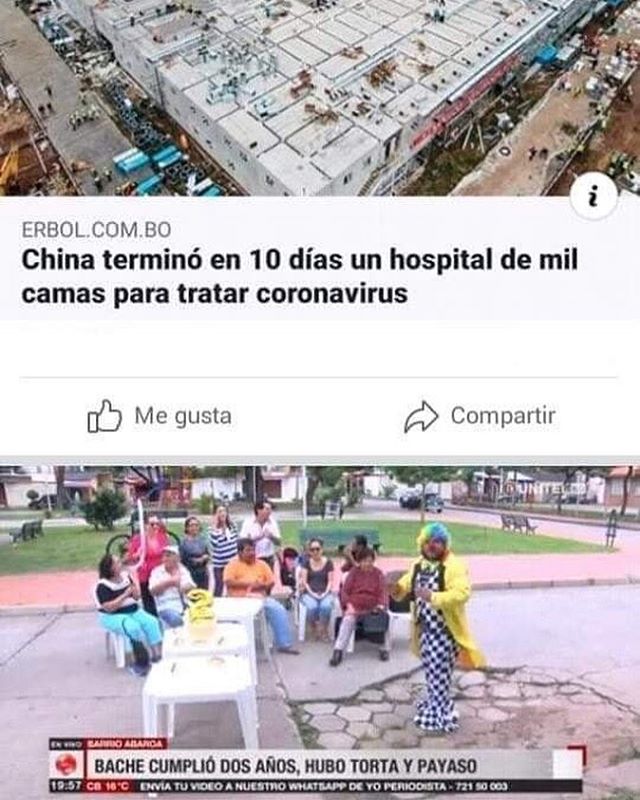 i
ERBOL.COM.BO
China terminó en 10 días un hospital de mil
camas para tratar coronavirus
Me gusta
Compartir
EN VIVO BARRIO ABAROA
BACHE CUMPLIÓ DOS AÑOS, HUBO TORTA Y PAYASO
19:57 CB 16°C ENVÍA TU VIDEO A NUESTRO WHATSAPP DE YO PERIODISTA - 721 50 003